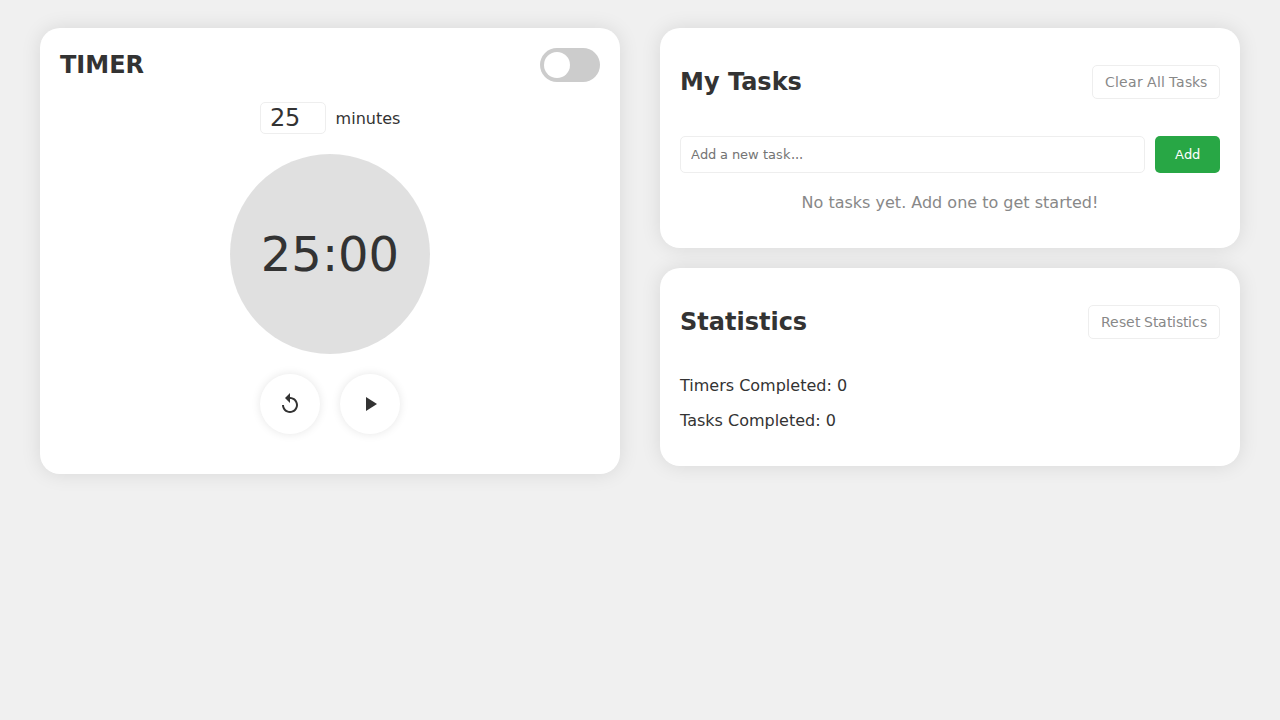 TIMER
25 minutes
25:00
My Tasks
Clear All Tasks
Add a new task...
Add
No tasks yet. Add one to get started!
Statistics
Reset Statistics
Timers Completed: 0
Tasks Completed: 0